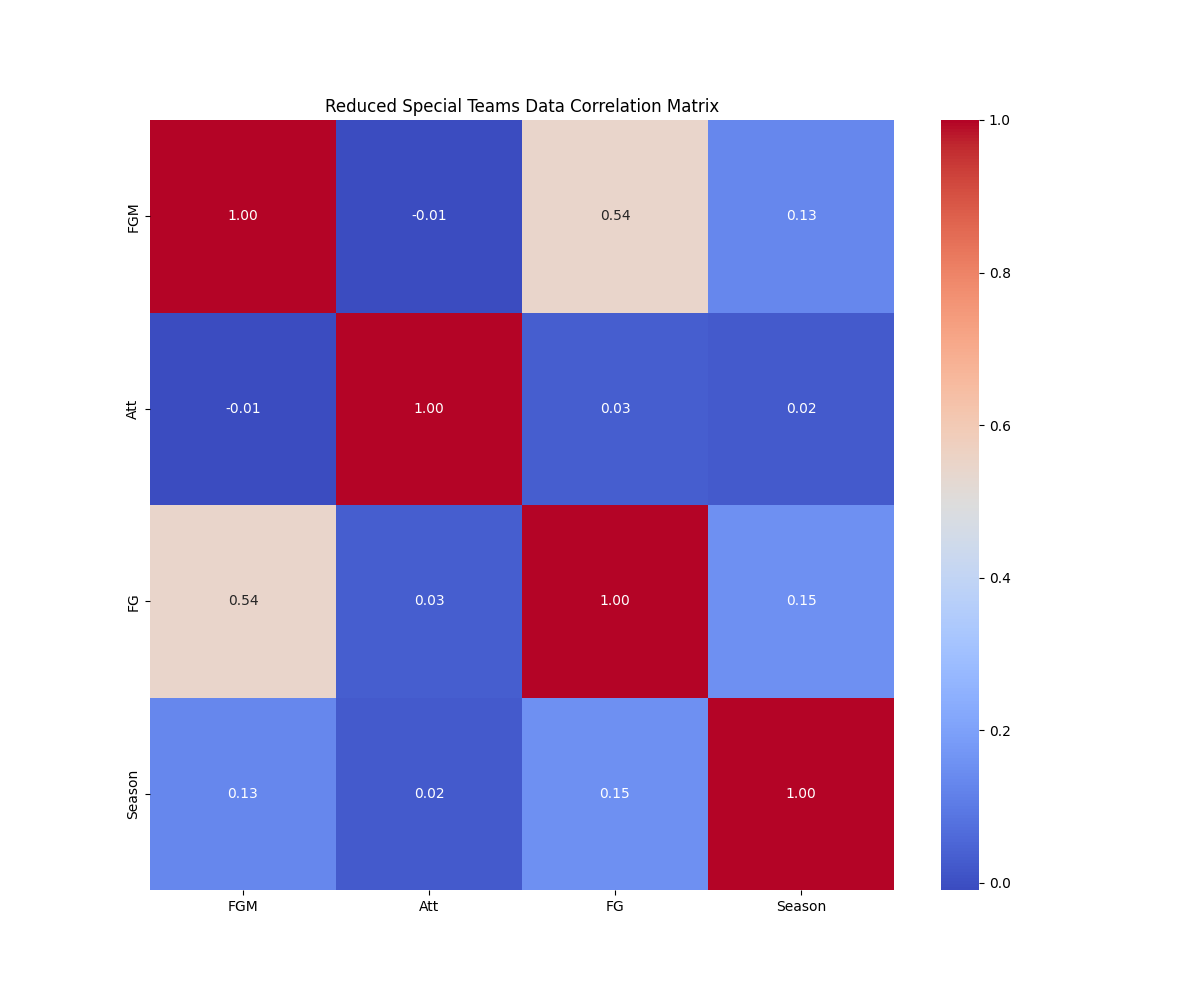 Reduced Special Teams Data Correlation Matrix
FGM 1.00 -0.01 0.54 0.13
Att -0.01 1.00 0.03 0.02
FG 0.54 0.03 1.00 0.15
Season 0.13 0.02 0.15 1.00
FGM Att FG Season
1.0
0.8
0.6
0.4
0.2
0.0